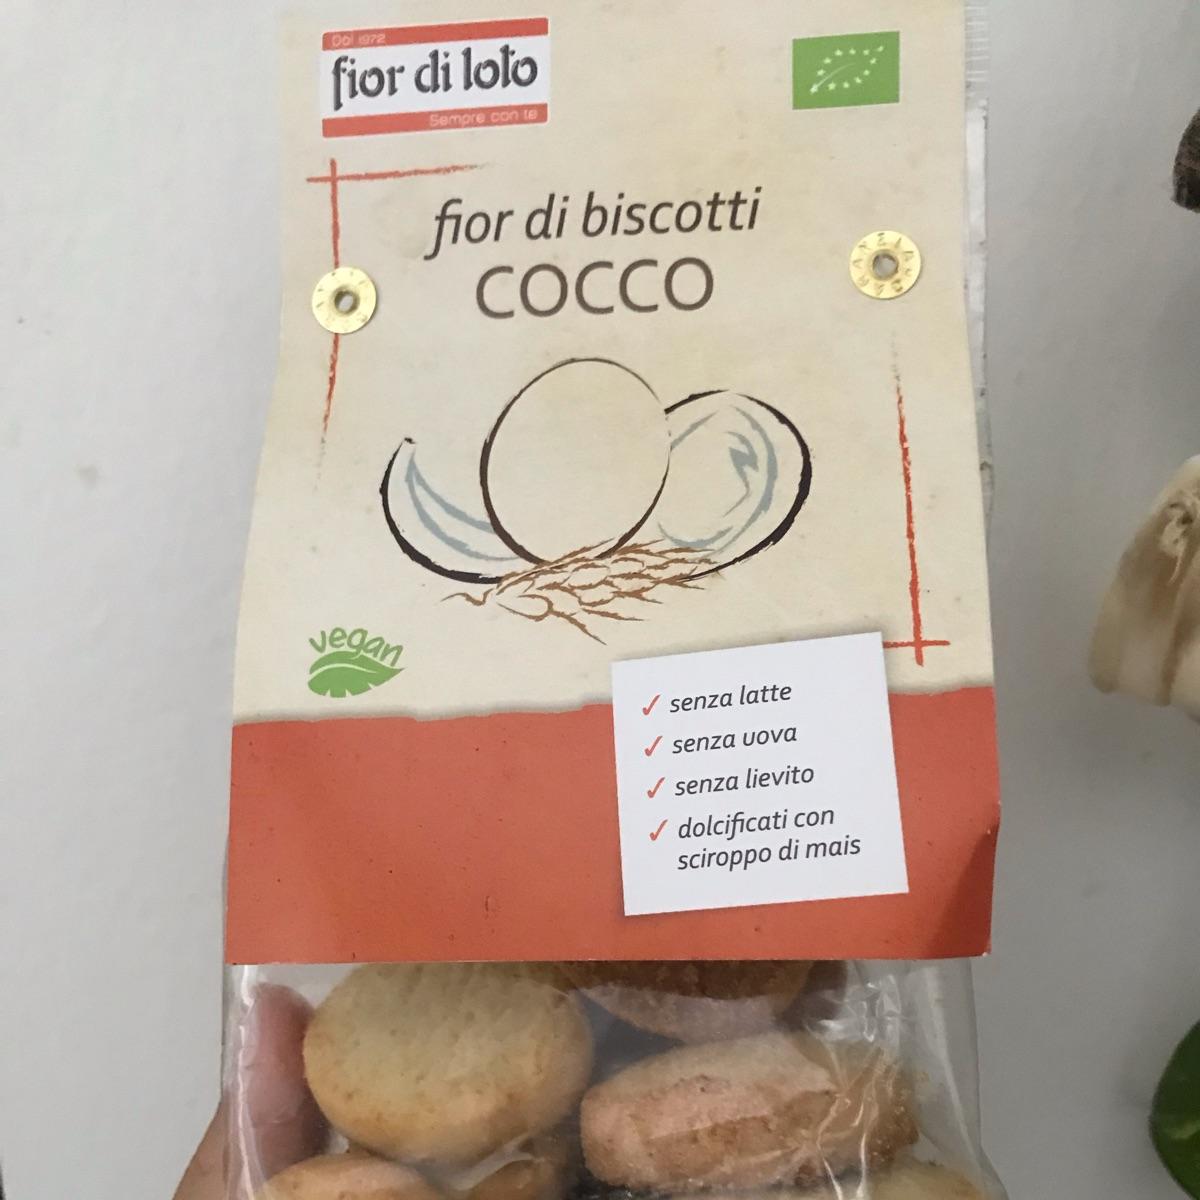 Dal 1972
fior di loto
Sempre con te
fior di biscotti
COCCO
vegan
✓ senza latte
✓ senza uova
✓ senza lievito
✓ dolcificati con
sciroppo di mais